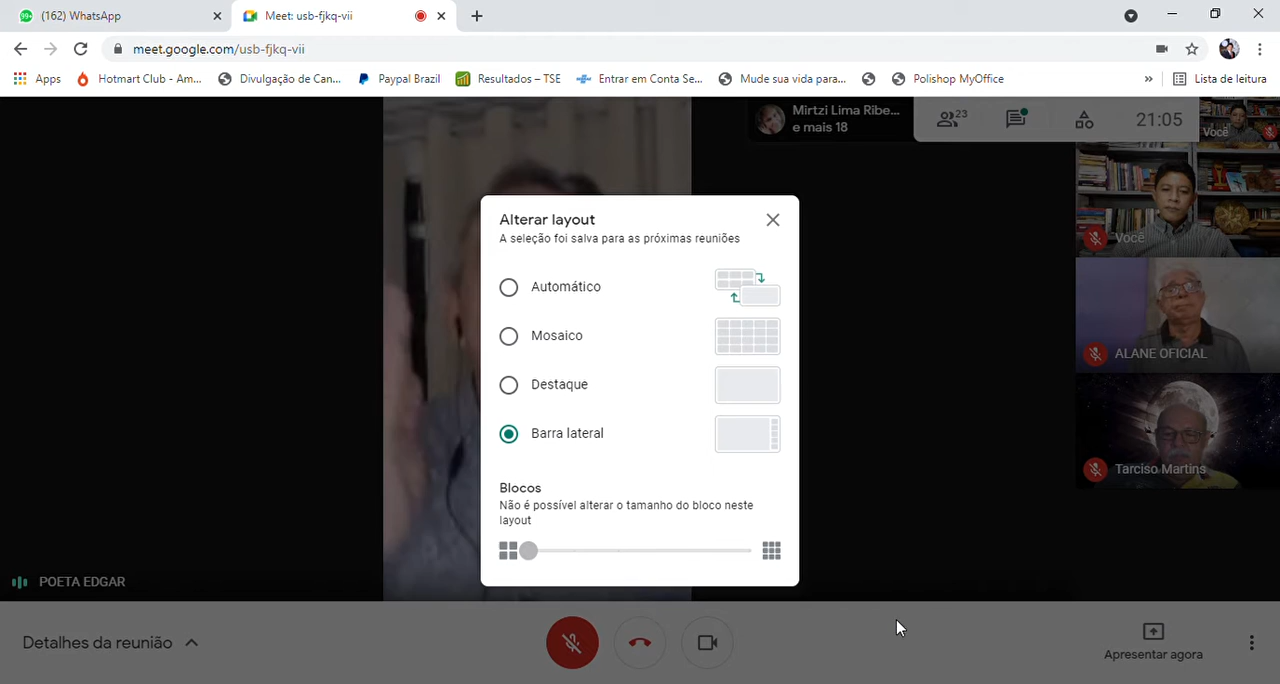 99+
(162) WhatsApp
Meet: usb-fjkq-vii
meet.google.com/usb-fjkq-vii
Apps
Hotmart Club - Am...
Divulgação de Can...
Paypal Brazil
Resultados – TSE
Entrar em Conta Se...
Mude sua vida para...
Polishop MyOffice
»
Lista de leitura
Mirtzi Lima Ribe...
e mais 18
23
21:05
Você
Você
ALANE OFICIAL
Tarciso Martins
Alterar layout
A seleção foi salva para as próximas reuniões
Automático
Mosaico
Destaque
Barra lateral
Blocos
Não é possível alterar o tamanho do bloco neste
layout
POETA EDGAR
Detalhes da reunião
Apresentar agora